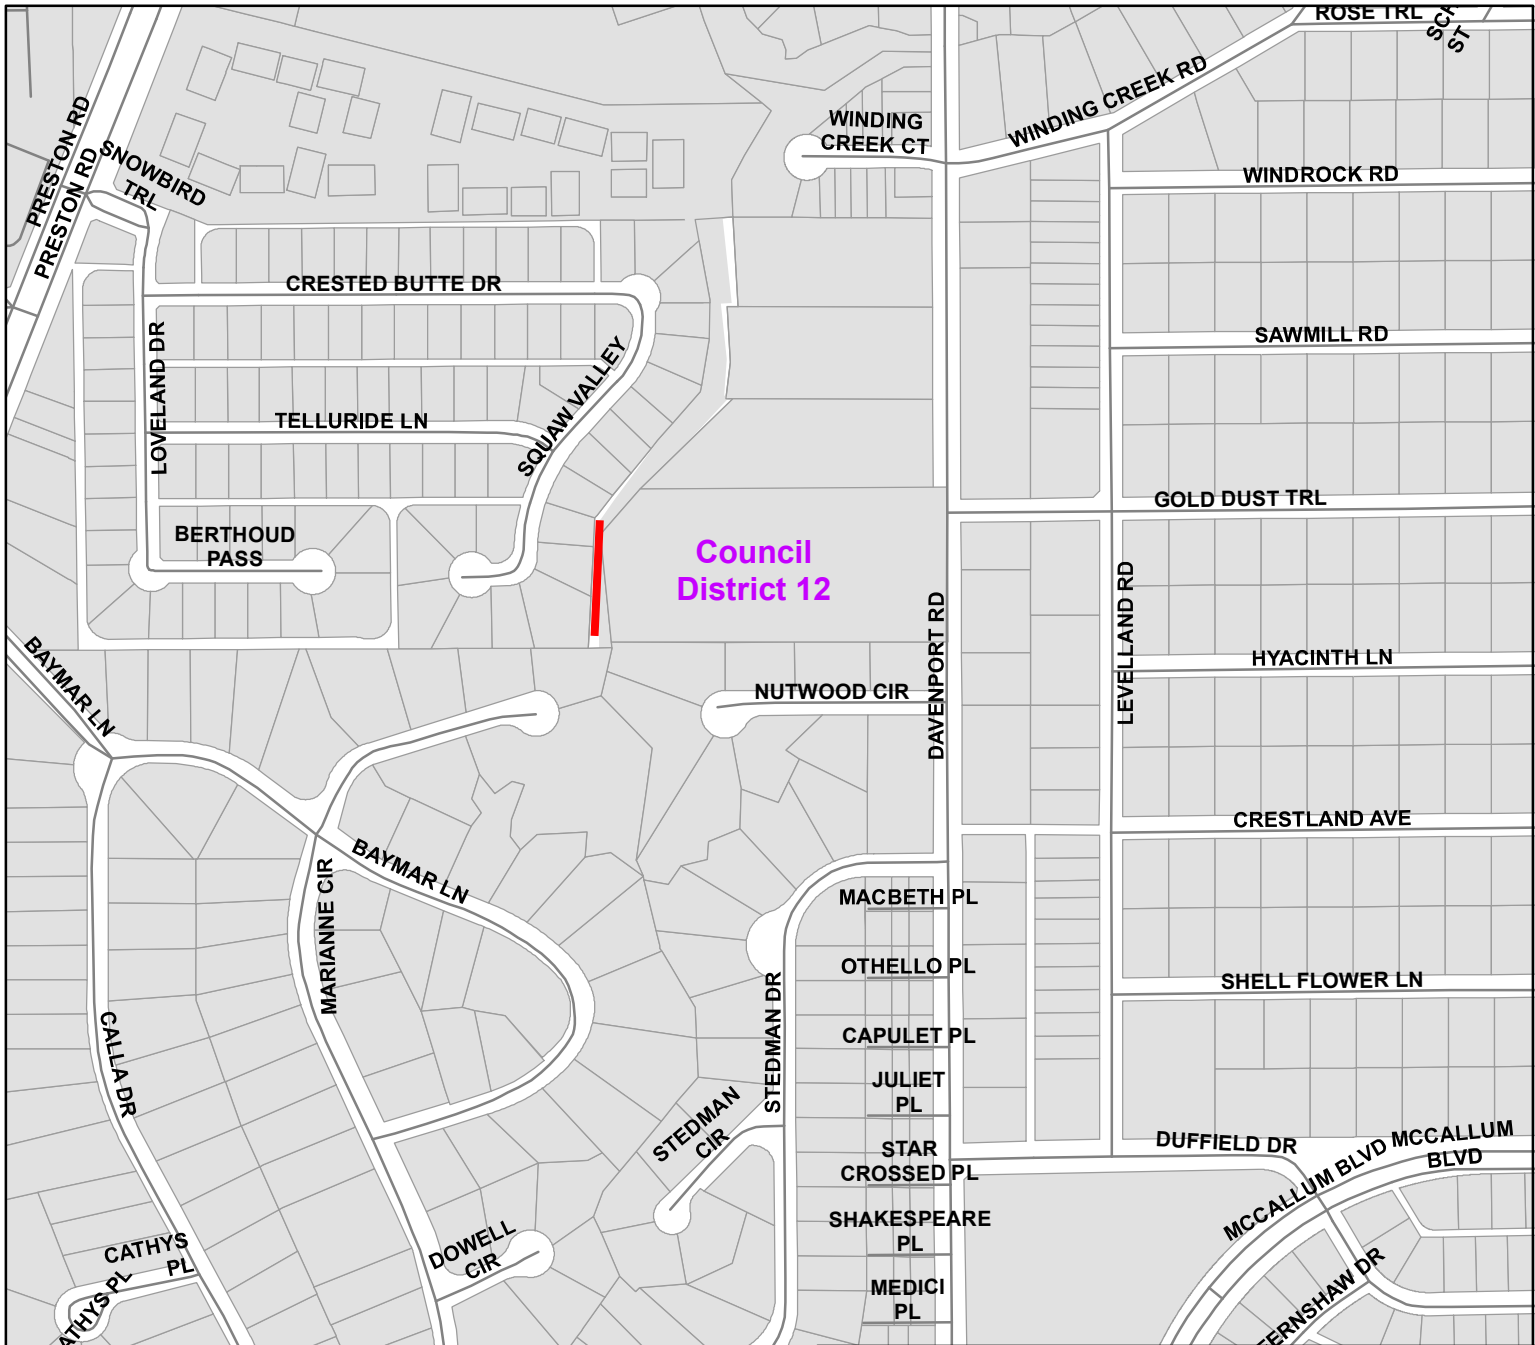 ROSE TRL
ST
WINDING CREEK RD
WINDING
CREEK CT
WINDROCK RD
PRESTON RD
PRESTON RD
SNOWBIRD
TRL
CRESTED BUTTE DR
LOVELAND DR
SQUAW VALLEY
SAWMILL RD
TELLURIDE LN
GOLD DUST TRL
BERTHOUD
PASS
Council
District 12
DAVENPORT RD
LEVELLAND RD
HYACINTH LN
BAYMAR LN
NUTWOOD CIR
CRESTLAND AVE
BAYMAR LN
MARIANNE CIR
MACBETH PL
OTHELLO PL
SHELL FLOWER LN
STEDMAN DR
CALLA DR
CAPULET PL
JULIET
PL
STEDMAN
CIR
STAR
CROSSED PL
DUFFIELD DR
MCCALLUM BLVD
MCCALLUM
BLVD
SHAKESPEARE
PL
DOWELL
CIR
CATHYS
PL
MEDICI
PL